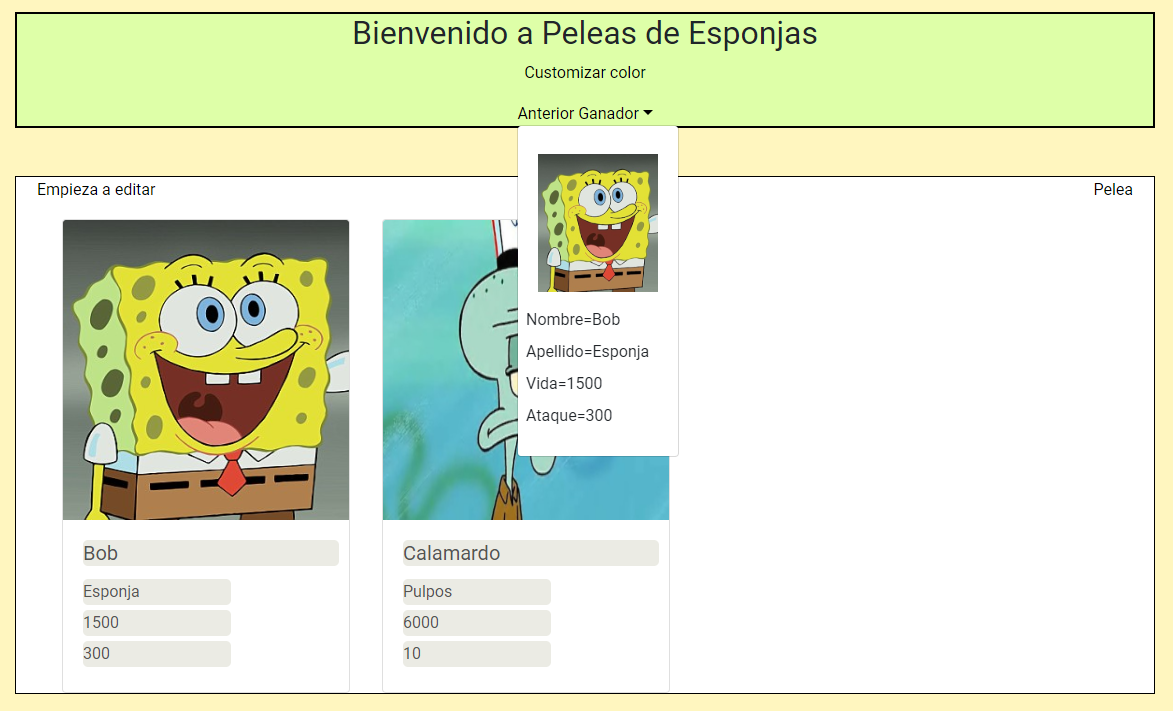 Bienvenido a Peleas de Esponjas
Customizar color
Anterior Ganador
Nombre=Bob
Apellido=Esponja
Vida=1500
Ataque=300
Empieza a editar
Pelea
Bob
Esponja
1500
300
Calamardo
Pulpos
6000
10